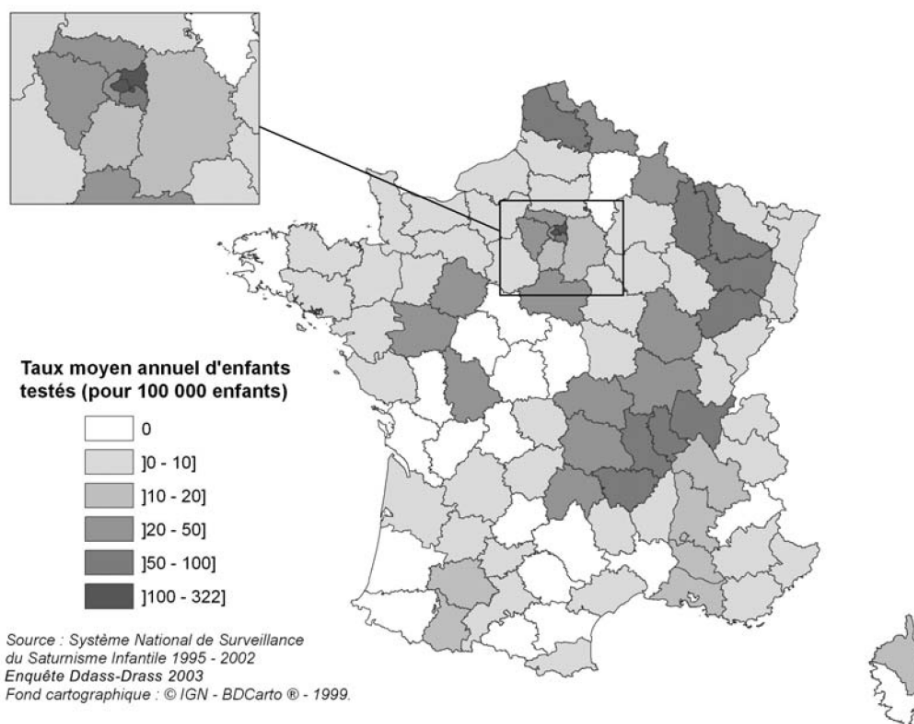 Taux moyen annuel d'enfants
testés (pour 100 000 enfants)
0
]0 - 10]
]10 - 20]
]20 - 50]
]50 - 100]
]100 - 322]
Source : Système National de Surveillance
du Saturnisme Infantile 1995 - 2002
Enquête Ddass-Drass 2003
Fond cartographique : © IGN - BDCarto ® - 1999.